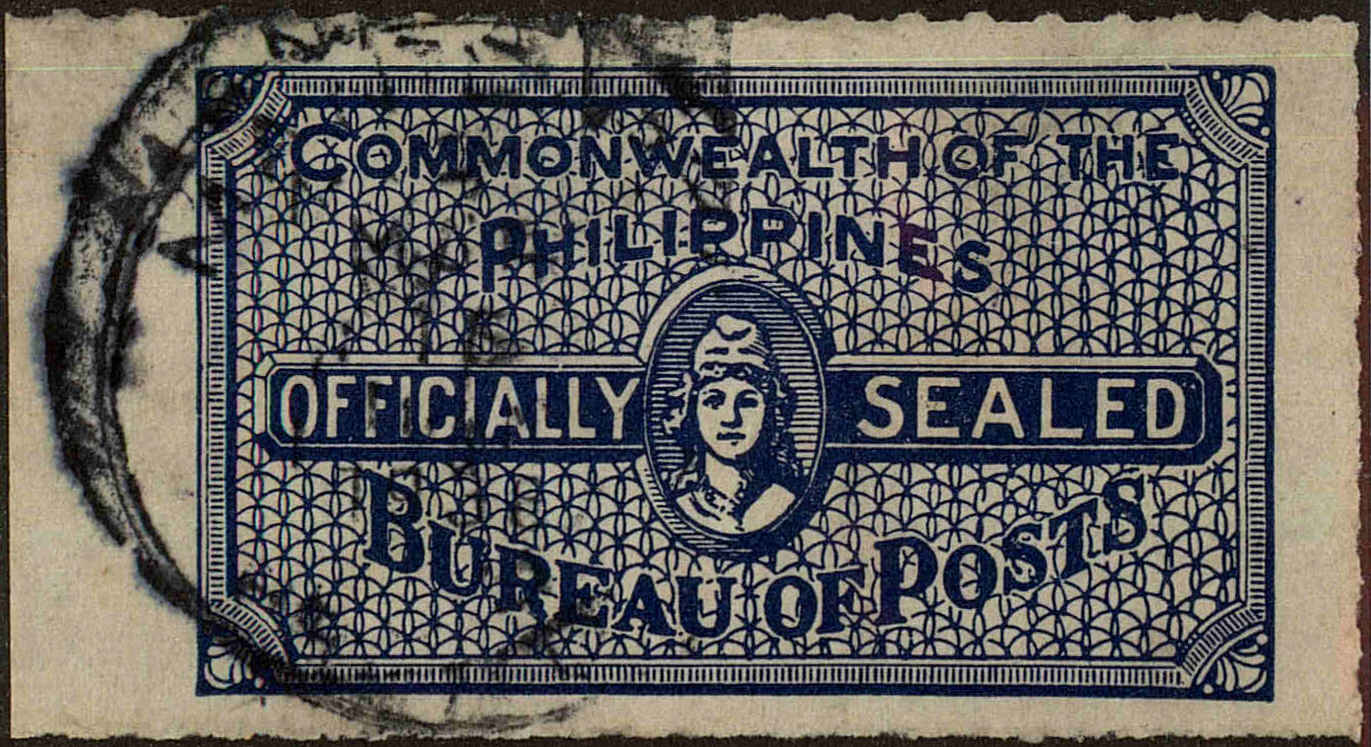 COMMONWEALTH OF THE
PHILIPPINES
OFFICIALLY SEALED
BUREAU OF POSTS